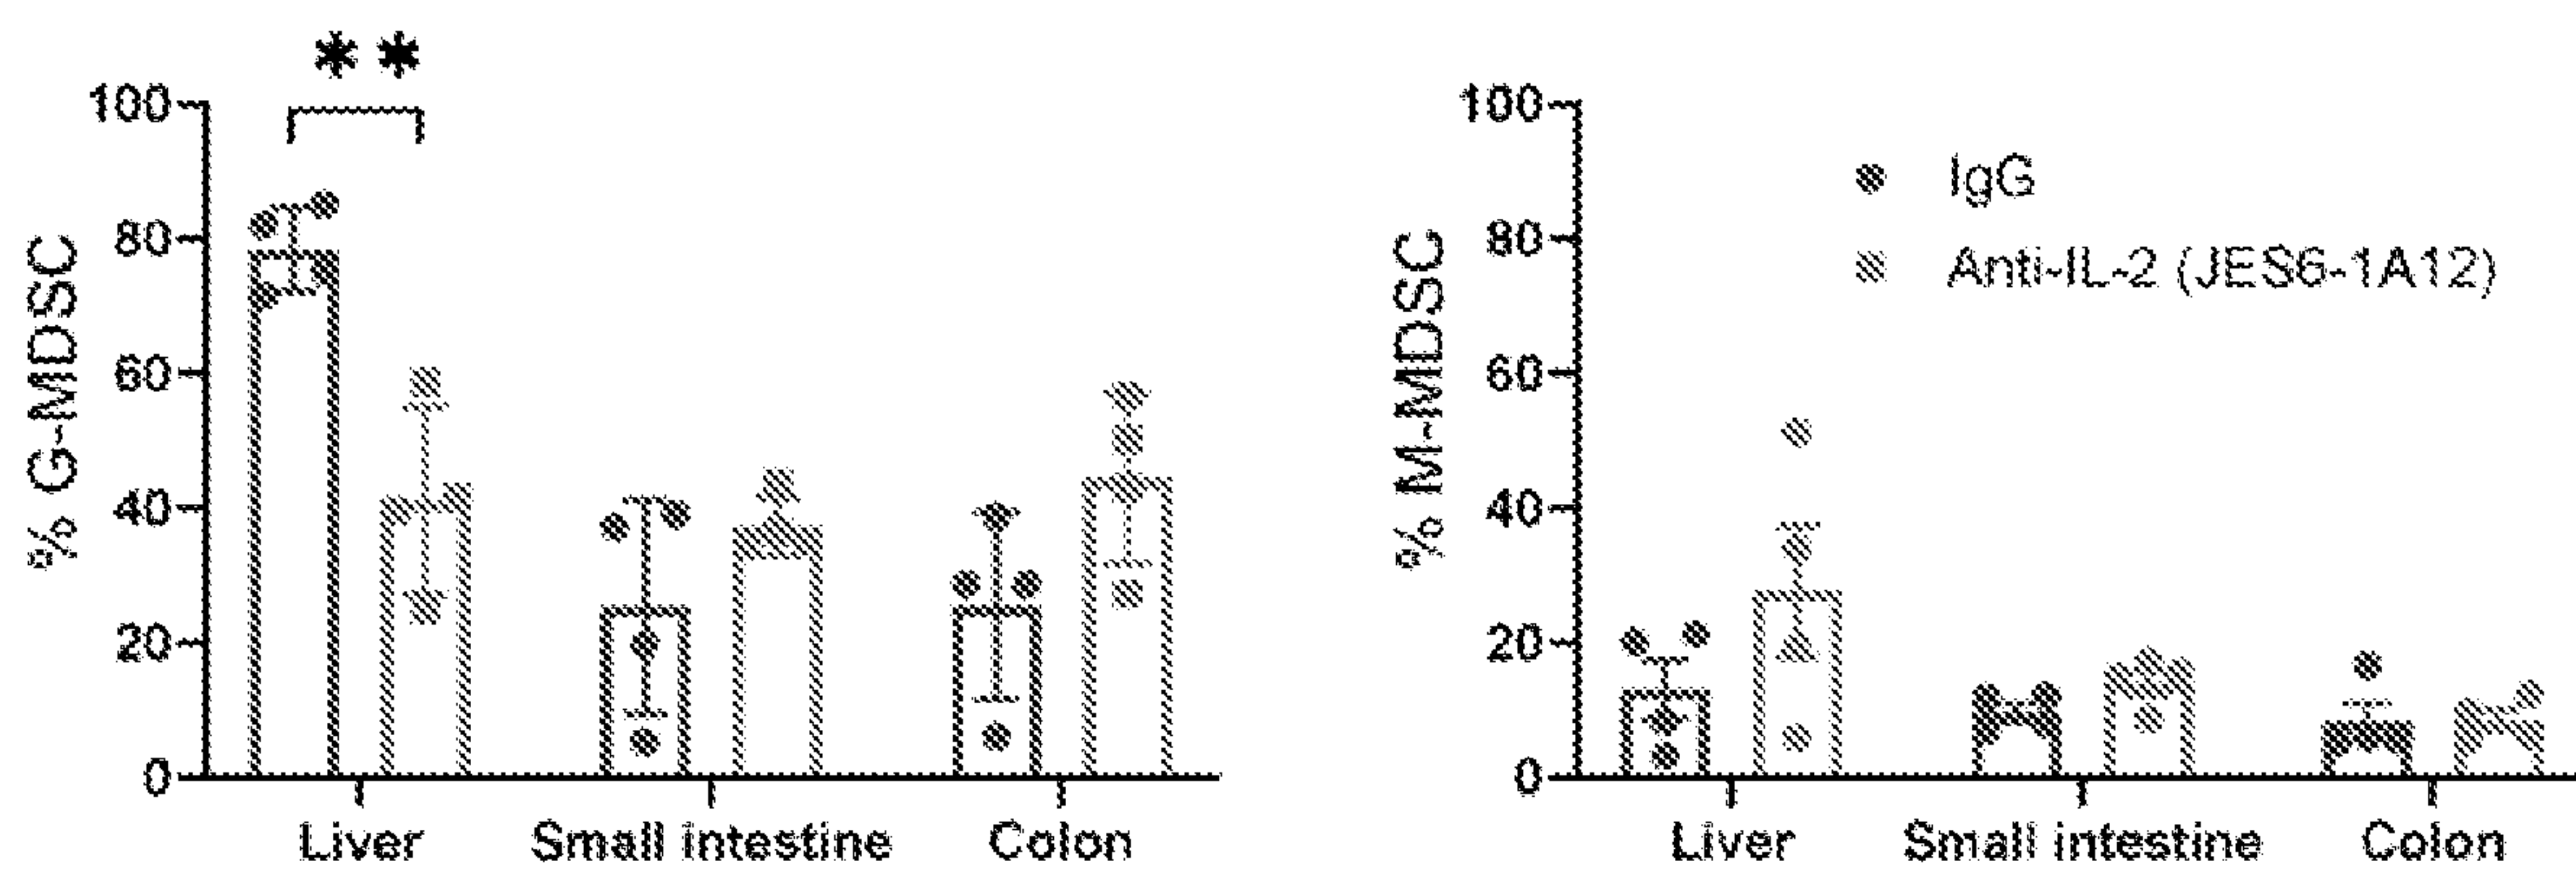 **
100
80
60
40
20
0
% G-MDSC
Liver
Small intestine
Colon
100
80
60
40
20
0
% M-MDSC
IgG
Anti-IL-2 (JES6-1A12)
Liver
Small intestine
Colon